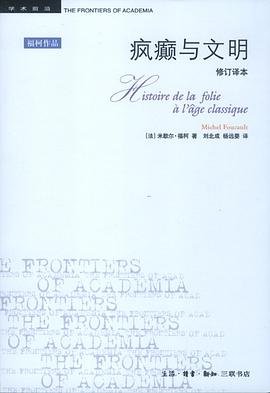 学术前沿 THE FRONTIERS OF ACADEMIA
福柯作品
疯癫与文明
修订译本
Histoire de la folie
à l'âge classique
Michel Foucault
[法] 米歇尔·福柯 著 刘北成 杨远婴 译
THE FRONTIERS
OF ACADEMIA
FRONTIERS
OF ACADEMIA
THE FRONTIERS
OF ACADEMIA
生活·读书·新知 三联书店